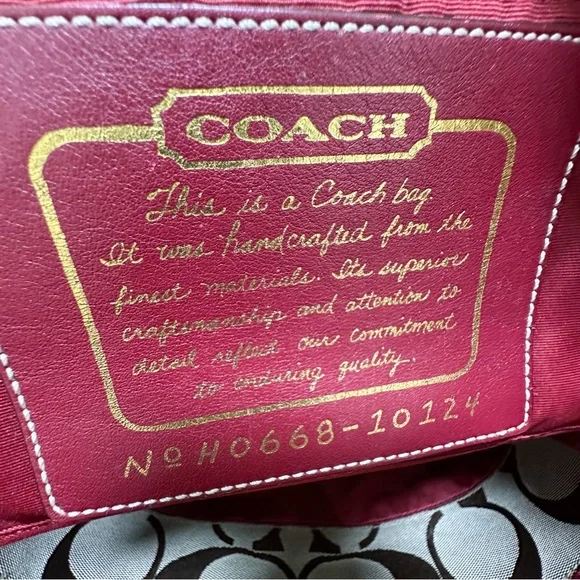 COACH
This is a Coach bag.
It was handcrafted from the
finest materials. Its superior
craftsmanship and attention to
detail reflect our commitment
to enduring quality.
No H0668-10124